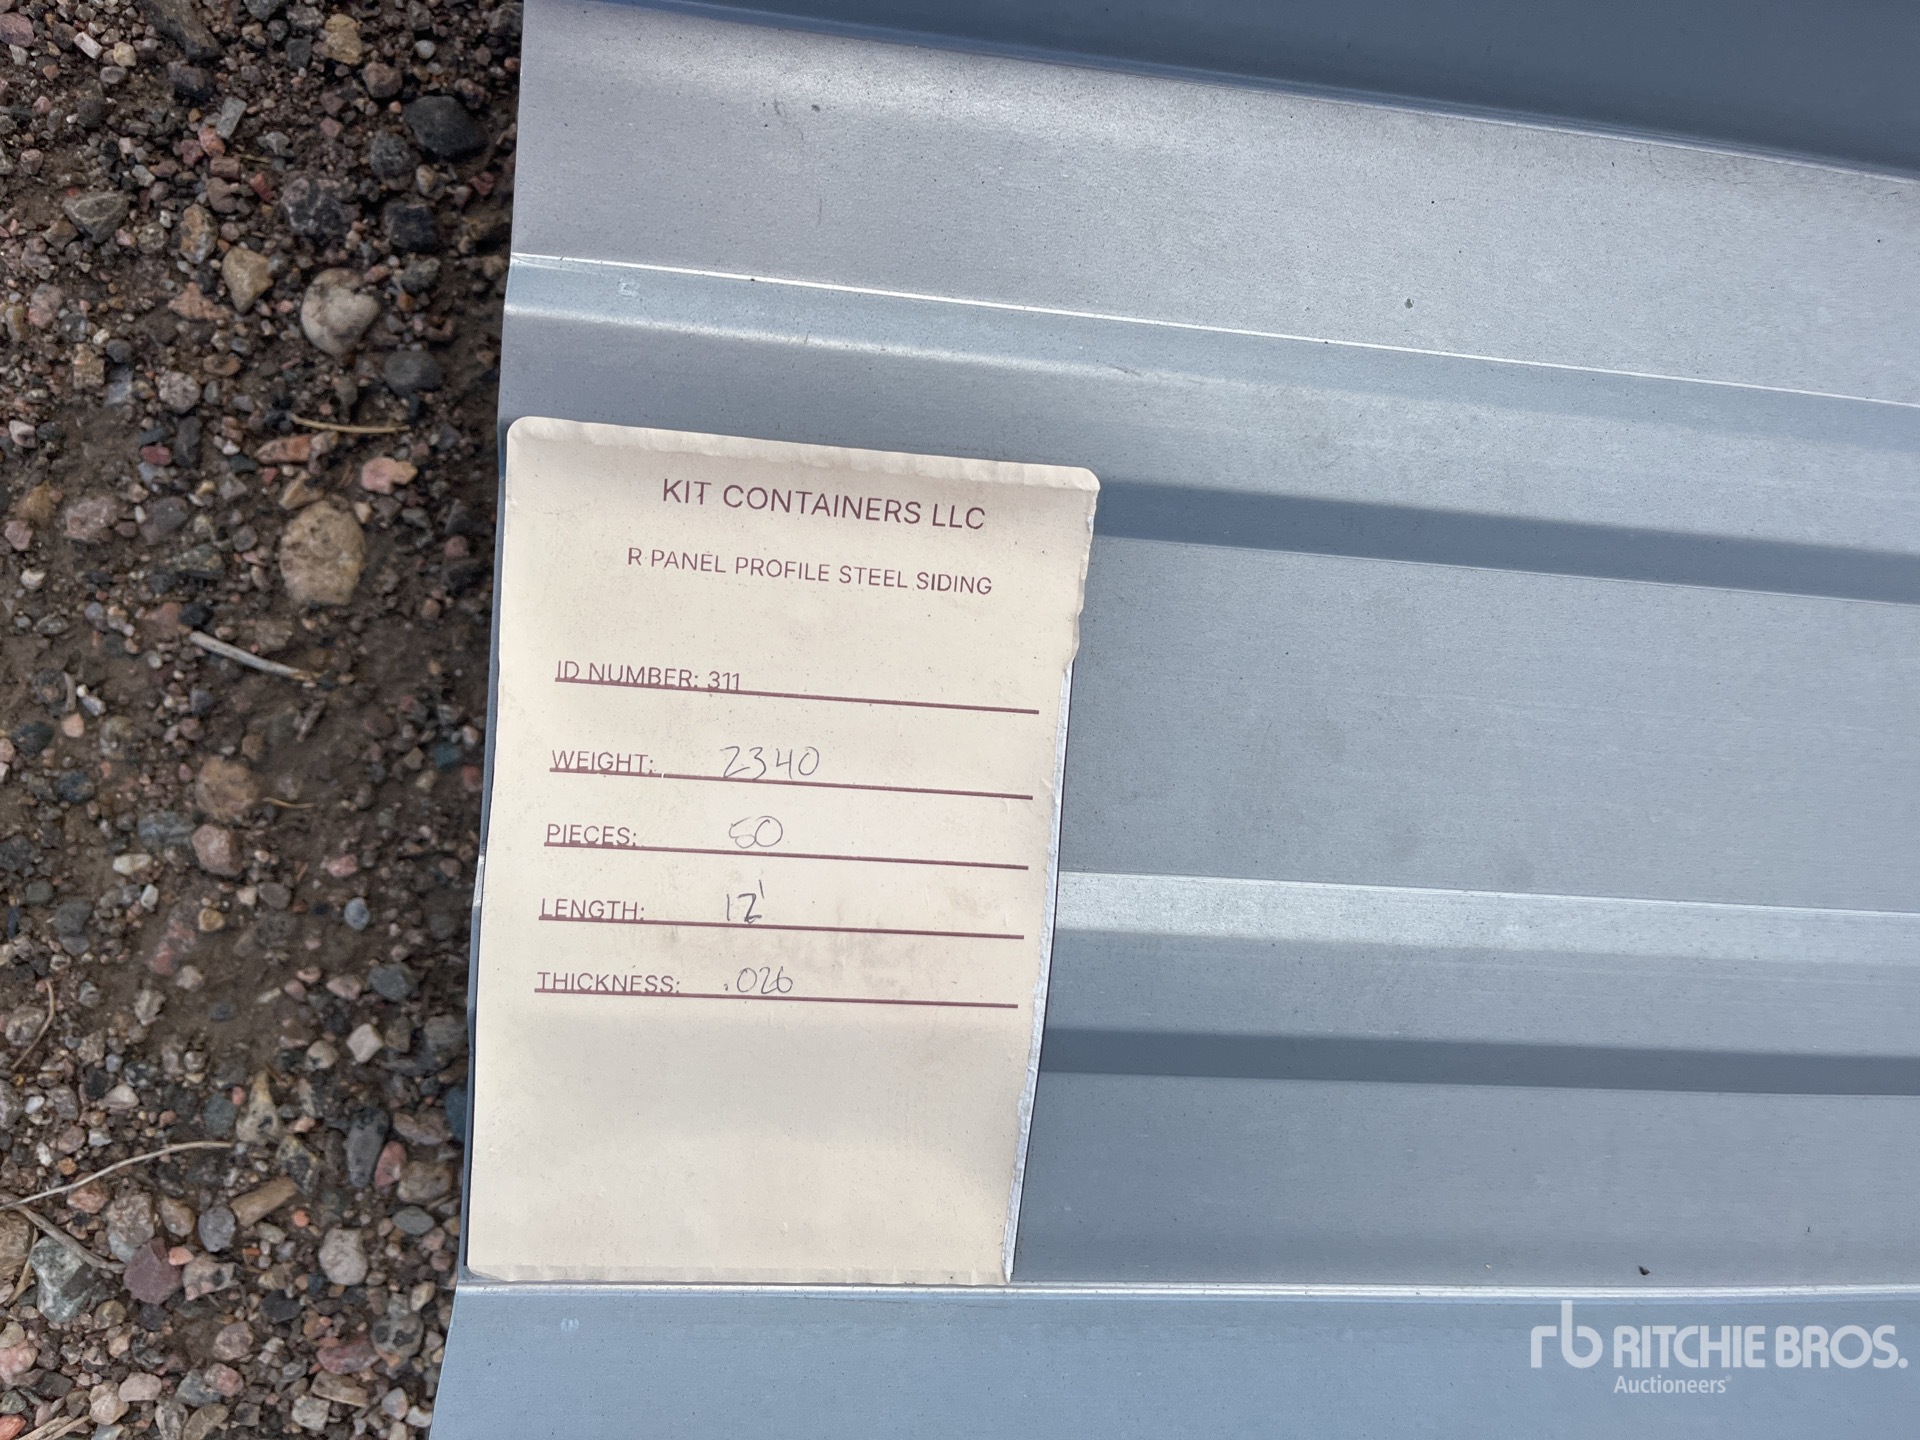 KIT CONTAINERS LLC
R PANEL PROFILE STEEL SIDING
ID NUMBER: 311
WEIGHT: 2340
PIECES: 50
LENGTH: 12'
THICKNESS: .026
rb RITCHIE BROS.
Auctioneers